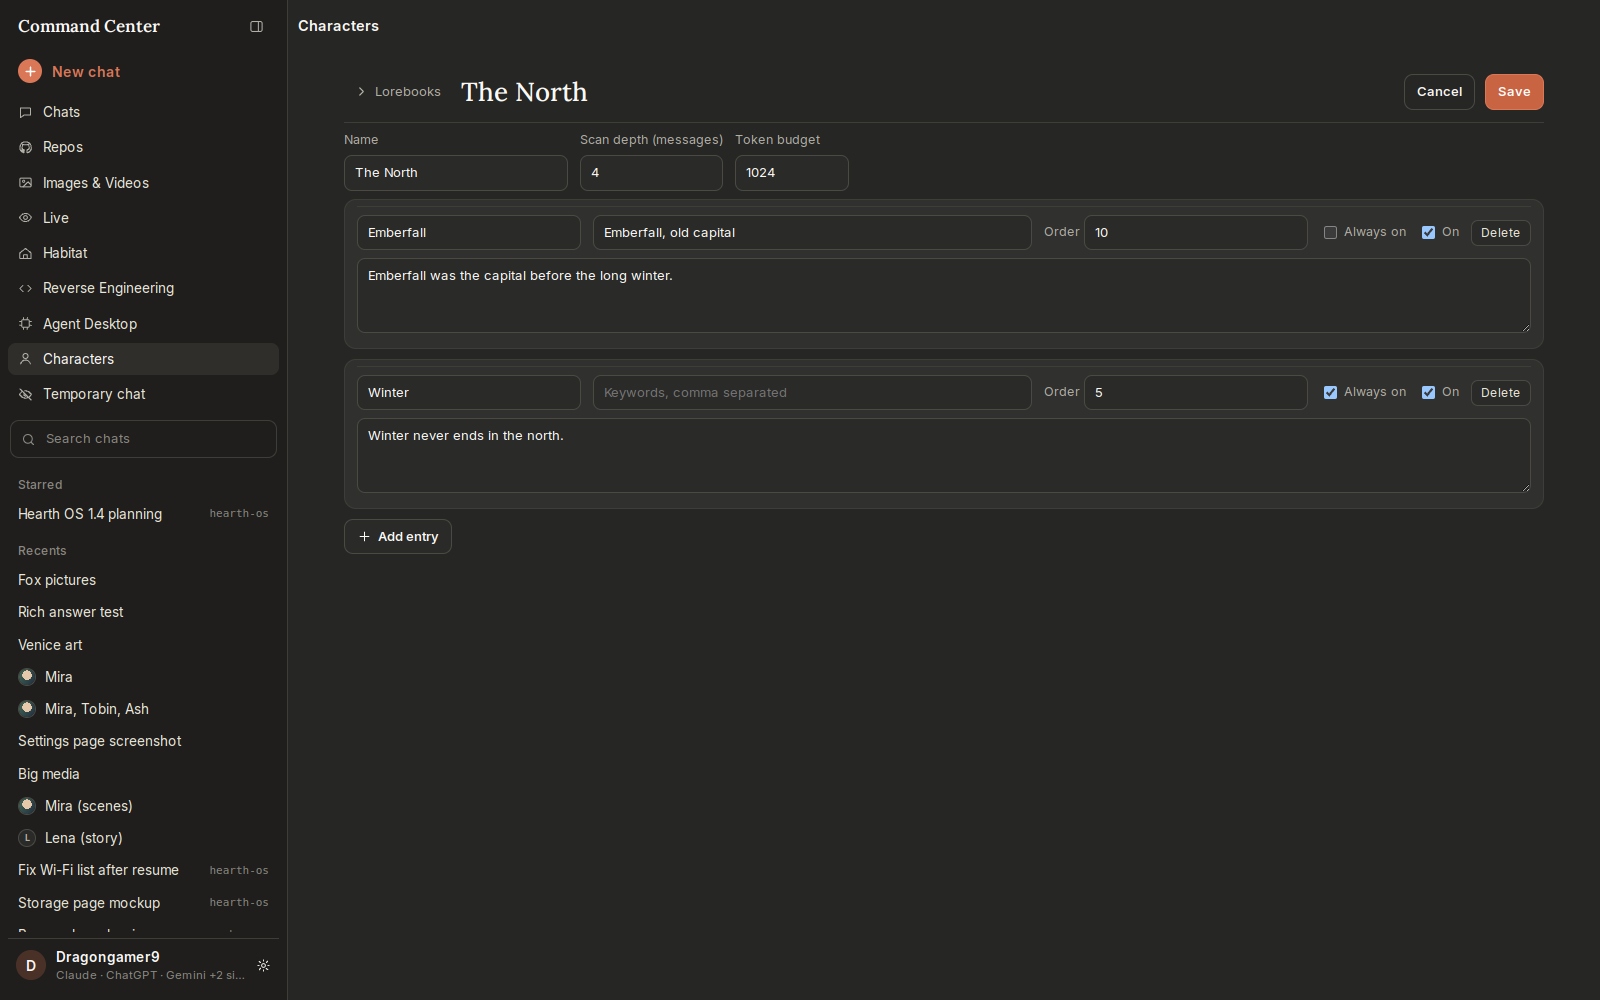 Command Center
New chat
Chats
Repos
Images & Videos
Live
Habitat
Reverse Engineering
Agent Desktop
Characters
Temporary chat
Search chats
Starred
Hearth OS 1.4 planning hearth-os
Recents
Fox pictures
Rich answer test
Venice art
Mira
Mira, Tobin, Ash
Settings page screenshot
Big media
Mira (scenes)
L Lena (story)
Fix Wi-Fi list after resume hearth-os
Storage page mockup hearth-os
D Dragongamer9
Claude · ChatGPT · Gemini +2 si...
Characters
Lorebooks The North Cancel Save
Name Scan depth (messages) Token budget
The North 4 1024
Emberfall Emberfall, old capital Order 10 Always on On Delete
Emberfall was the capital before the long winter.
Winter Keywords, comma separated Order 5 Always on On Delete
Winter never ends in the north.
Add entry